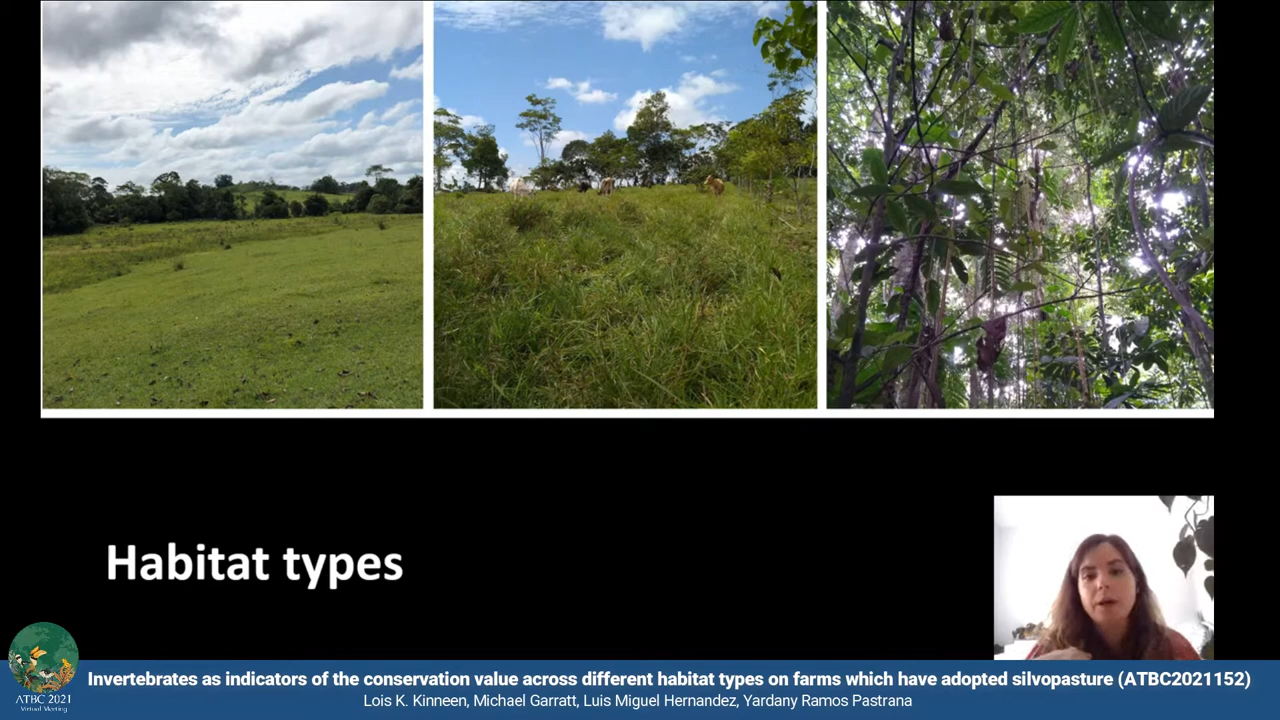 Habitat types
ATBC 2021
Virtual Meeting
Invertebrates as indicators of the conservation value across different habitat types on farms which have adopted silvopasture (ATBC2021152)
Lois K. Kinneen, Michael Garratt, Luis Miguel Hernandez, Yardany Ramos Pastrana